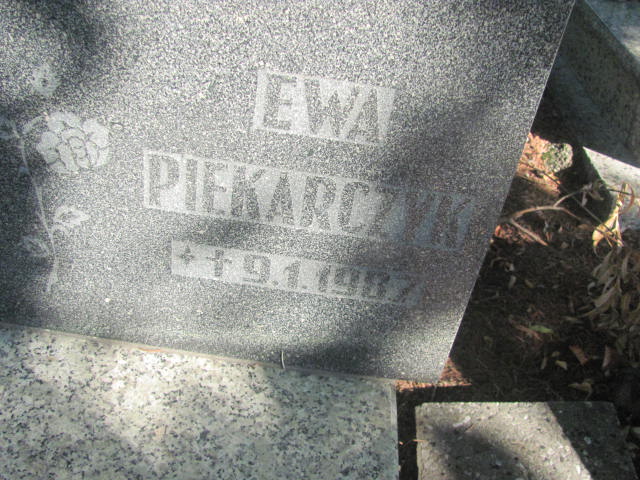 EWA
PIEKARCZYK
* † 9.1.1987